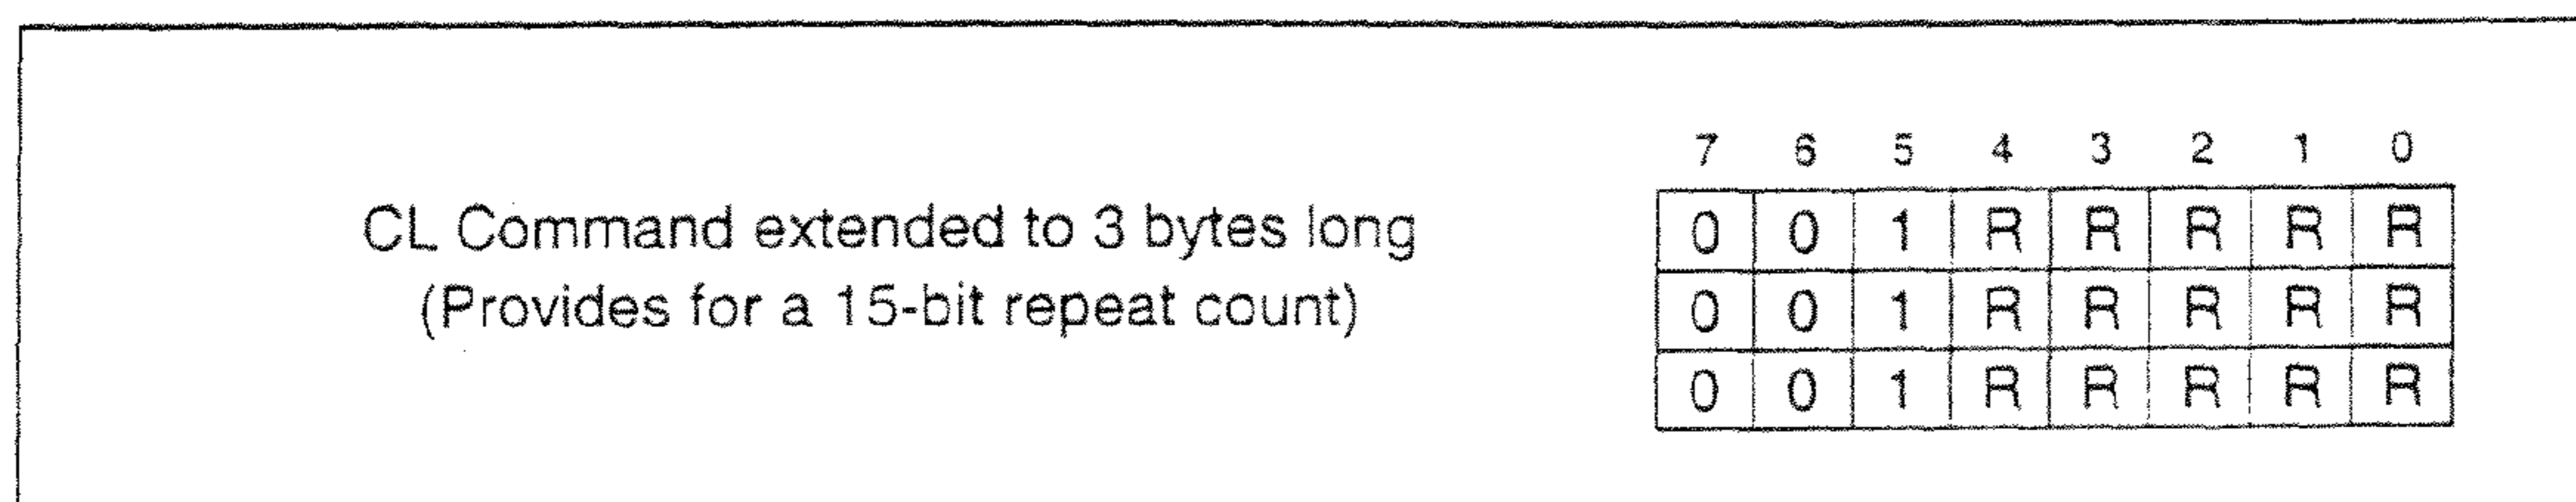 7 6 5 4 3 2 1 0
CL Command extended to 3 bytes long
(Provides for a 15-bit repeat count)
0 0 1 R R R R R
0 0 1 R R R R R
0 0 1 R R R R R